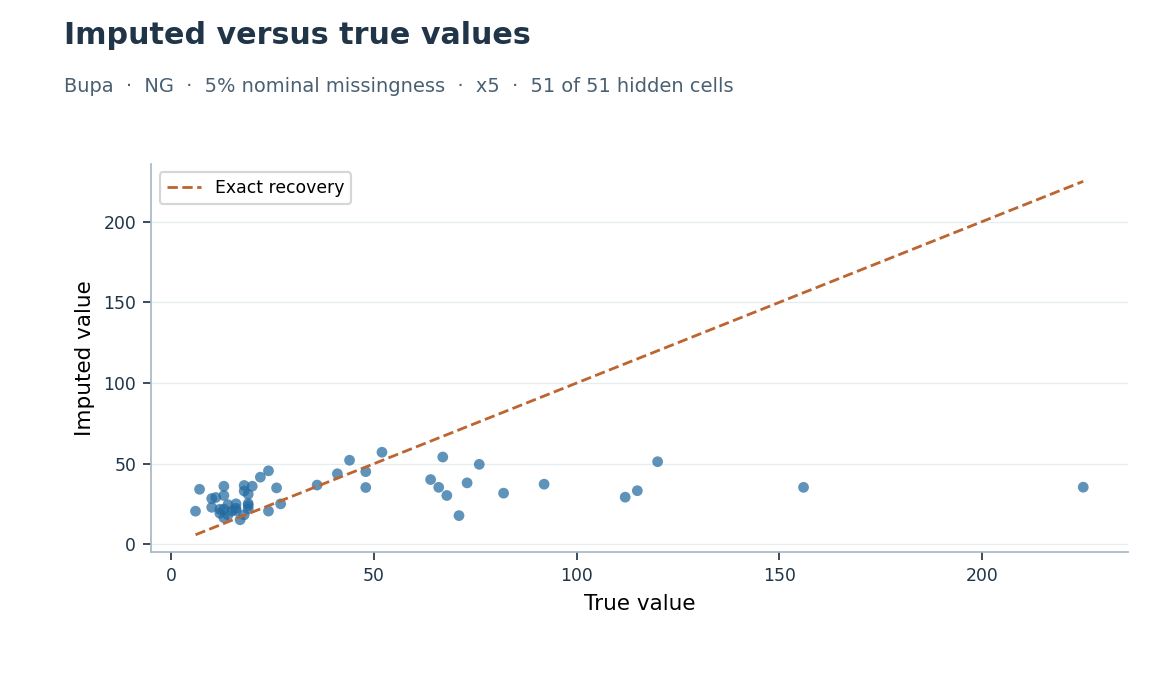 Imputed versus true values
Bupa · NG · 5% nominal missingness · x5 · 51 of 51 hidden cells
Exact recovery
Imputed value
200
150
100
50
0
0 50 100 150 200
True value